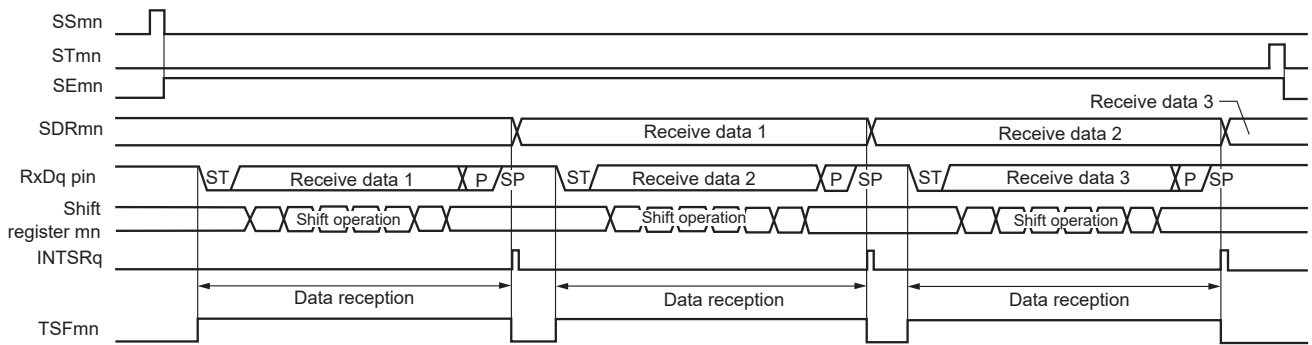 SSmn
STmn
SEmn
Receive data 3
SDRmn
Receive data 1
Receive data 2
RxDq pin
ST
Receive data 1
P
SP
ST
Receive data 2
P
SP
ST
Receive data 3
P
SP
Shift
register mn
Shift operation
Shift operation
Shift operation
INTSRq
Data reception
Data reception
Data reception
TSFmn